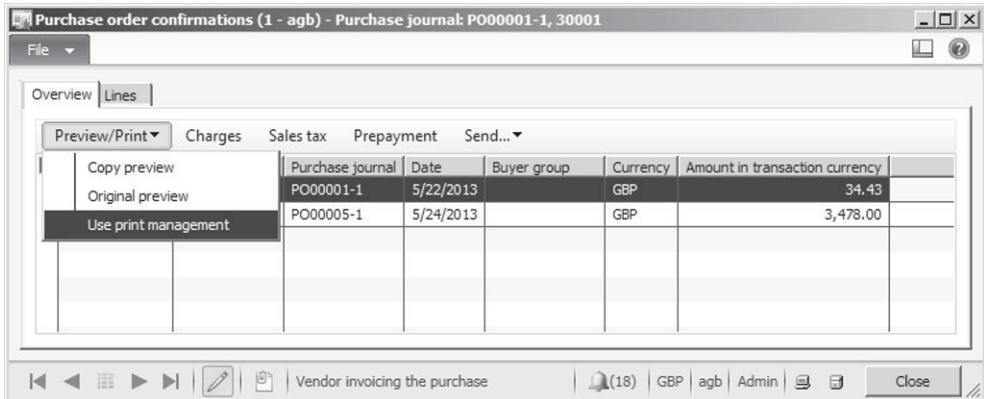 Purchase order confirmations (1 - agb) - Purchase journal: PO00001-1, 30001
File
Overview Lines
Preview/Print Charges Sales tax Prepayment Send...
Copy preview
Original preview
Use print management
Purchase journal Date Buyer group Currency Amount in transaction currency
PO00001-1 5/22/2013 GBP 34.43
PO00005-1 5/24/2013 GBP 3,478.00
Vendor invoicing the purchase (18) GBP agb Admin Close